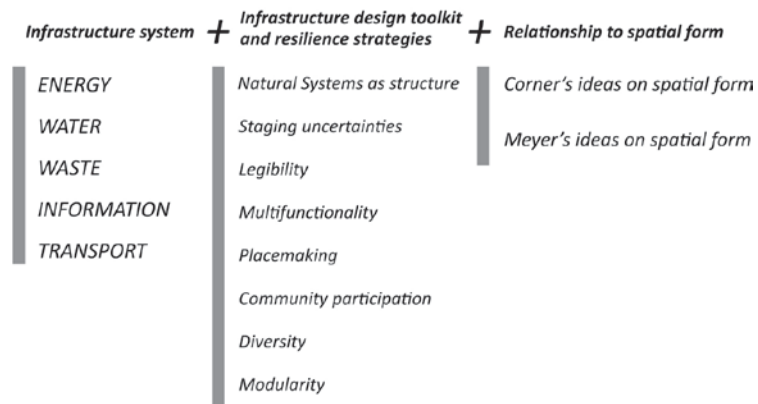 Infrastructure system + Infrastructure design toolkit and resilience strategies + Relationship to spatial form
ENERGY
WATER
WASTE
INFORMATION
TRANSPORT
Natural Systems as structure
Staging uncertainties
Legibility
Multifunctionality
Placemaking
Community participation
Diversity
Modularity
Corner's ideas on spatial form
Meyer's ideas on spatial form